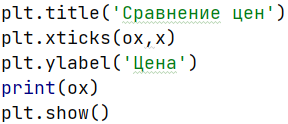 plt.title('Сравнение цен')
plt.xticks(ox,x)
plt.ylabel('Цена')
print(ox)
plt.show()